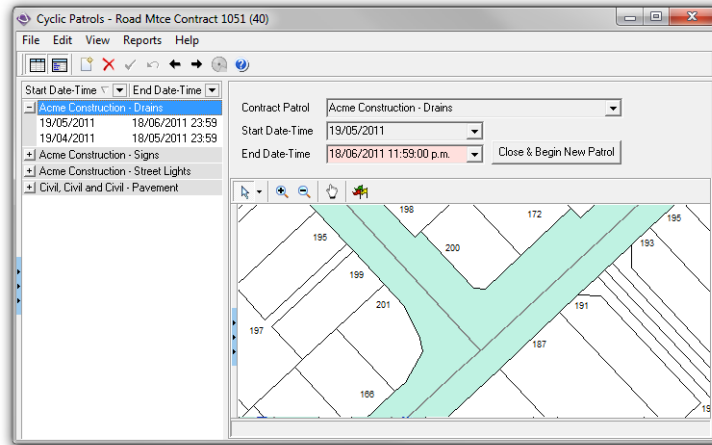 Cyclic Patrols - Road Mtce Contract 1051 (40)
File Edit View Reports Help
Start Date-Time End Date-Time
Acme Construction - Drains
19/05/2011 18/06/2011 23:59
19/04/2011 18/05/2011 23:59
Acme Construction - Signs
Acme Construction - Street Lights
Civil, Civil and Civil - Pavement
Contract Patrol Acme Construction - Drains
Start Date-Time 19/05/2011
End Date-Time 18/06/2011 11:59:00 p.m. Close & Begin New Patrol
198 172 195
195 200 193
199
201 191
197 187
166